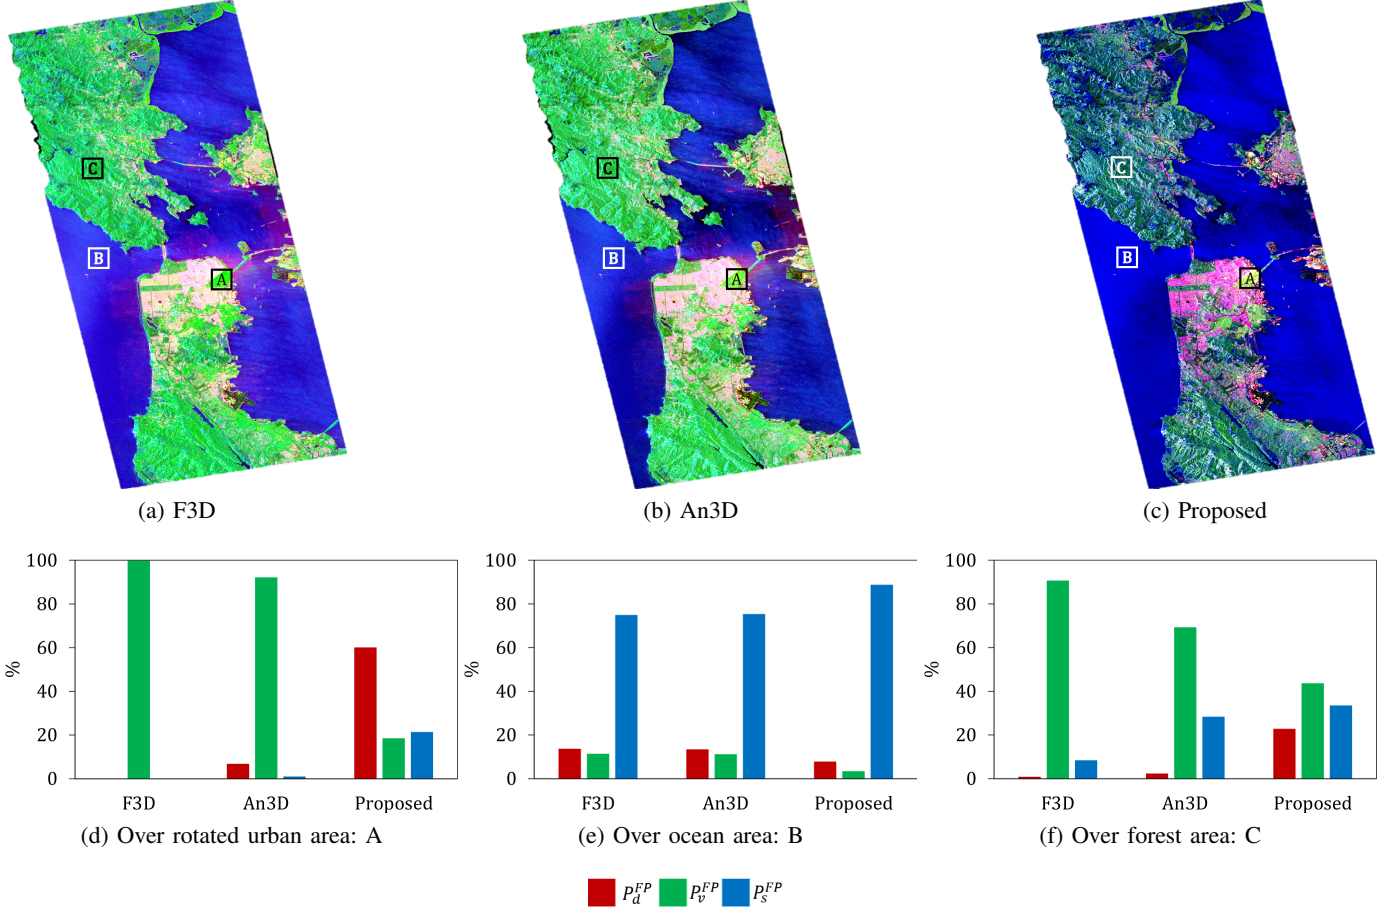 C
B
A
C
B
A
C
B
A
(a) F3D
(b) An3D
(c) Proposed
100
80
60
40
20
0
%
F3D An3D Proposed
(d) Over rotated urban area: A
100
80
60
40
20
0
%
F3D An3D Proposed
(e) Over ocean area: B
100
80
60
40
20
0
%
F3D An3D Proposed
(f) Over forest area: C
P_d^{FP} P_v^{FP} P_s^{FP}